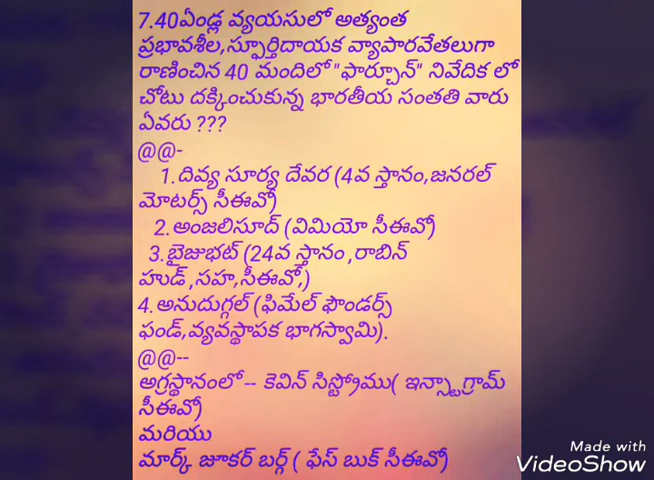 7.40ఏండ్ల వ్యయసులో అత్యంత
ప్రభావశీల,స్ఫూర్తిదాయక వ్యాపారవేతలుగా
రాణించిన 40 మందిలో "ఫార్చూన్" నివేదిక లో
చోటు దక్కించుకున్న భారతీయ సంతతి వారు
ఏవరు ???
@@-
1.దివ్య సూర్య దేవర (4వ స్తానం,జనరల్
మోటర్స్ సీఈవో)
2.అంజలిసూద్ (విమియో సీఈవో)
3.బైజుభట్ (24వ స్తానం ,రాబిన్
హుడ్ ,సహ,సీఈవో,)
4.అనుదుగ్గల్ (ఫిమేల్ ఫౌండర్స్
ఫండ్,వ్యవస్థాపక భాగస్వామి).
@@--
అగ్రస్థానంలో -- కెవిన్ సిస్ట్రోము( ఇన్స్టాగ్రామ్
సీఈవో)
మరియు
మార్క్ జూకర్ బర్గ్ ( ఫేస్ బుక్ సీఈవో)
Made with
VideoShow